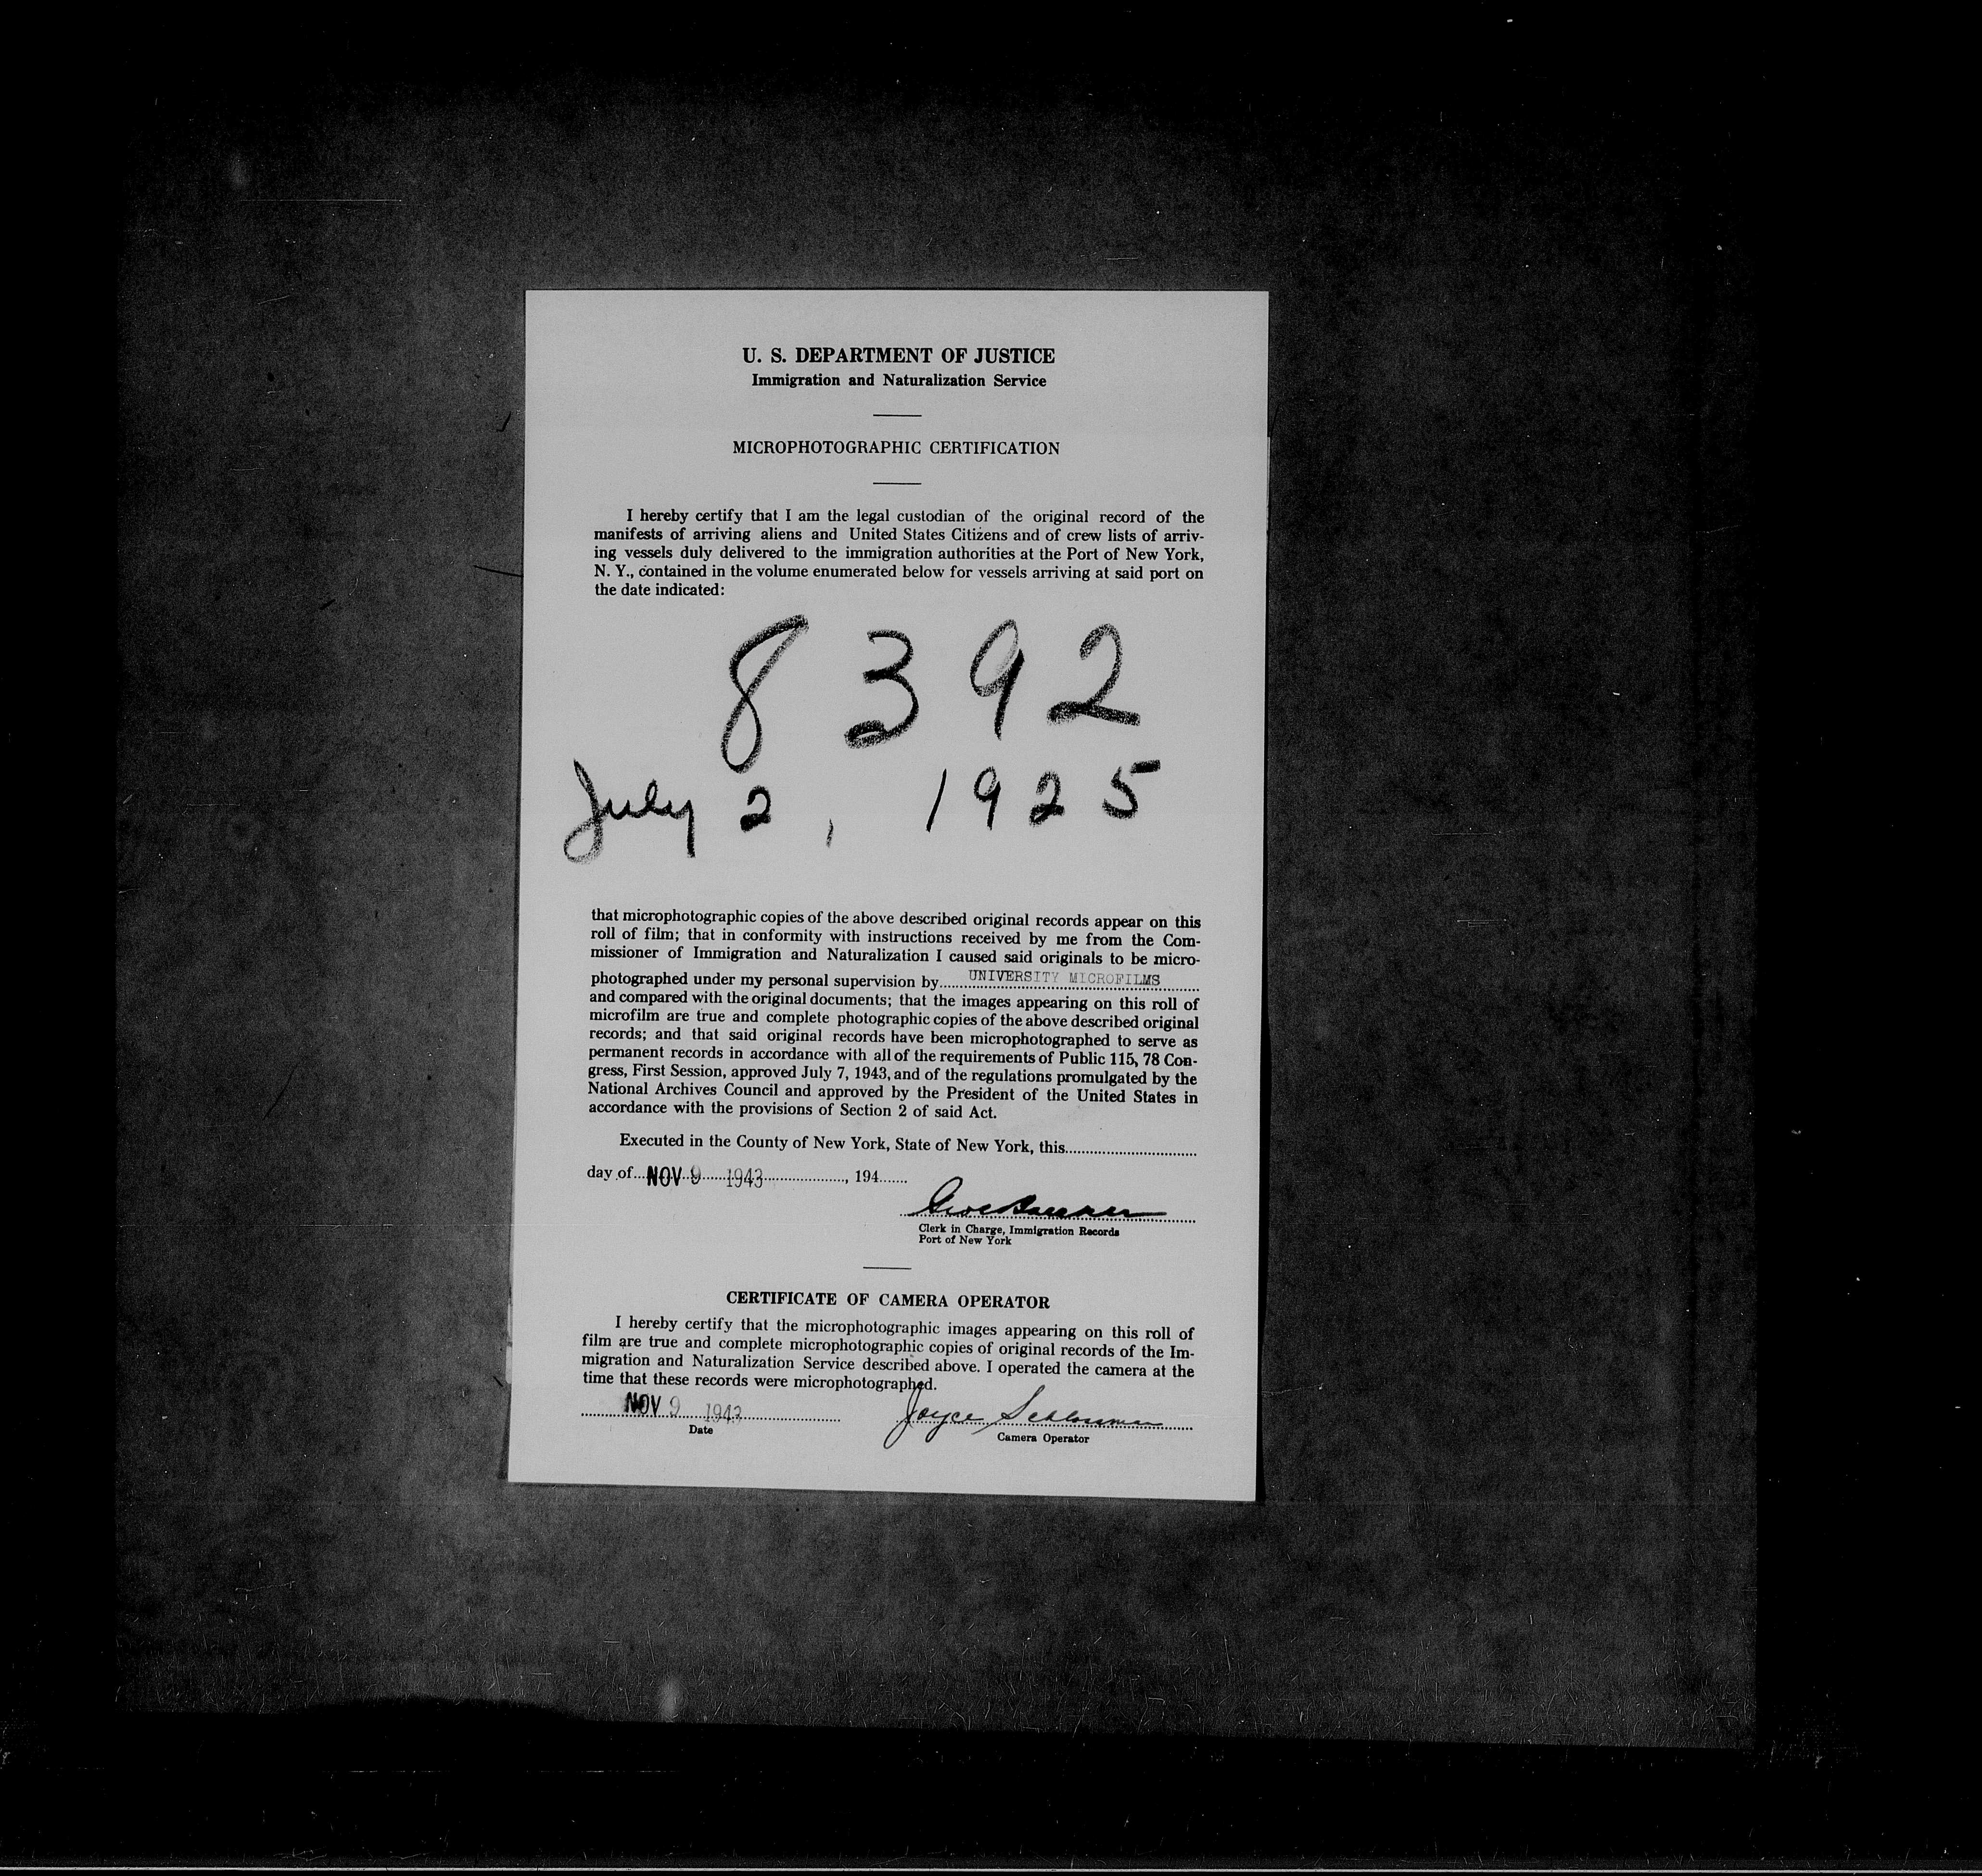 U. S. DEPARTMENT OF JUSTICE
Immigration and Naturalization Service
MICROPHOTOGRAPHIC CERTIFICATION
I hereby certify that I am the legal custodian of the original record of the
manifests of arriving aliens and United States Citizens and of crew lists of arriv-
ing vessels duly delivered to the immigration authorities at the Port of New York,
N. Y., contained in the volume enumerated below for vessels arriving at said port on
the date indicated:
8392
July 2, 1925
that microphotographic copies of the above described original records appear on this
roll of film; that in conformity with instructions received by me from the Com-
missioner of Immigration and Naturalization I caused said originals to be micro-
photographed under my personal supervision by UNIVERSITY MICROFILMS
and compared with the original documents; that the images appearing on this roll of
microfilm are true and complete photographic copies of the above described original
records; and that said original records have been microphotographed to serve as
permanent records in accordance with all of the requirements of Public 115, 78 Con-
gress, First Session, approved July 7, 1943, and of the regulations promulgated by the
National Archives Council and approved by the President of the United States in
accordance with the provisions of Section 2 of said Act.
Executed in the County of New York, State of New York, this
day of NOV 9 1943, 194
Clerk in Charge, Immigration Records
Port of New York
CERTIFICATE OF CAMERA OPERATOR
I hereby certify that the microphotographic images appearing on this roll of
film are true and complete microphotographic copies of original records of the Im-
migration and Naturalization Service described above. I operated the camera at the
time that these records were microphotographed.
NOV 9 1943 Joyce
Date Camera Operator